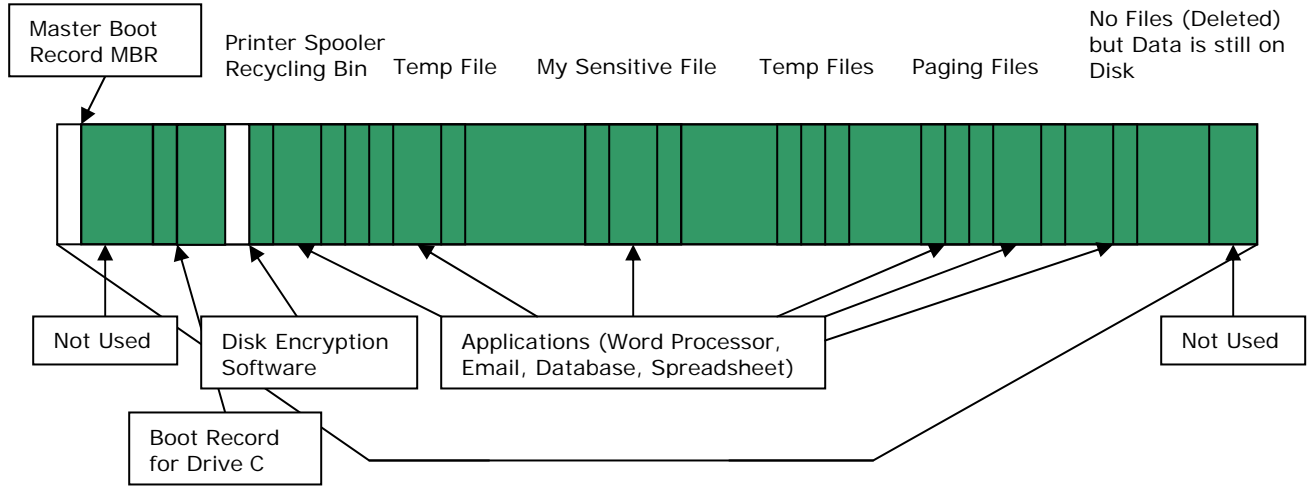 Master Boot
Record MBR
Printer Spooler
Recycling Bin
Temp File
My Sensitive File
Temp Files
Paging Files
No Files (Deleted)
but Data is still on
Disk
Not Used
Disk Encryption
Software
Applications (Word Processor,
Email, Database, Spreadsheet)
Not Used
Boot Record
for Drive C